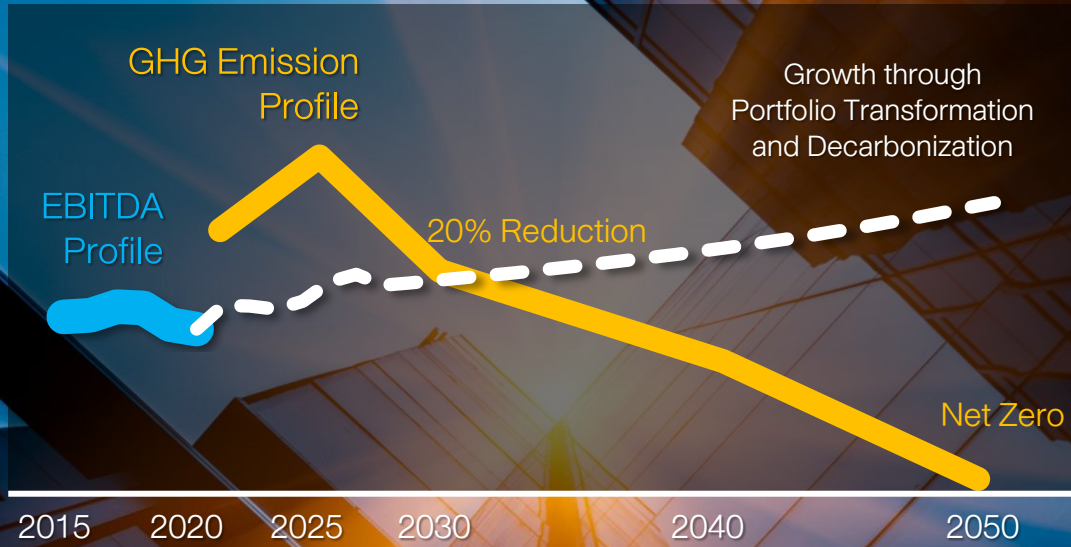 GHG Emission
Profile
Growth through
Portfolio Transformation
and Decarbonization
EBITDA
Profile
20% Reduction
Net Zero
2015 2020 2025 2030 2040 2050